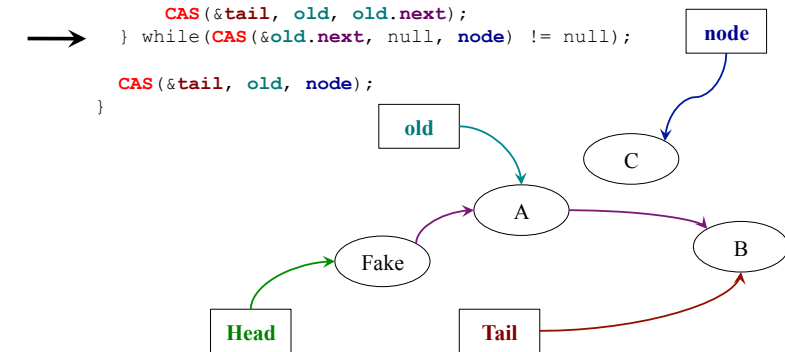 CAS(&tail, old, old.next);
} while(CAS(&old.next, null, node) != null);
CAS(&tail, old, node);
}
node
old
C
A
B
Fake
Head
Tail